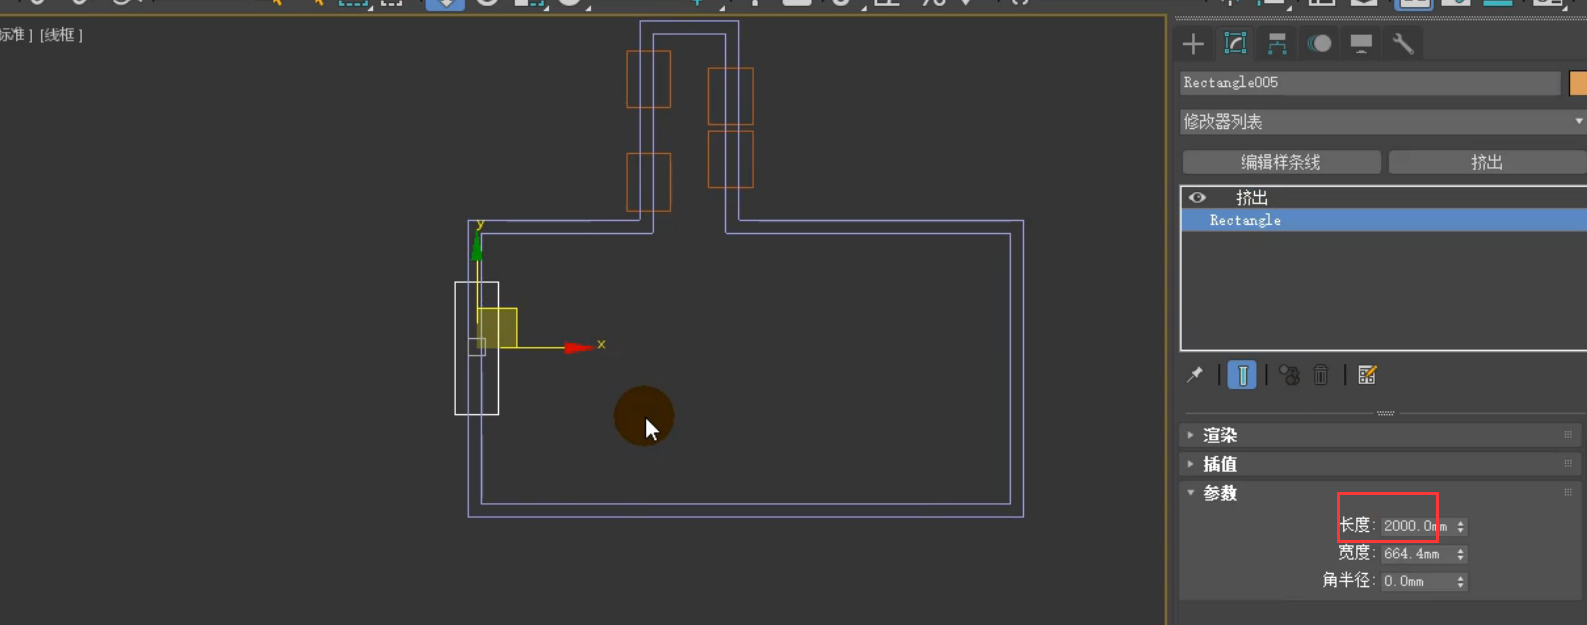 标准 ] [线框 ]
Rectangle005
修改器列表
编辑样条线 挤出
挤出
Rectangle
y
x
渲染
插值
参数
长度: 2000.0mm
宽度: 664.4mm
角半径: 0.0mm